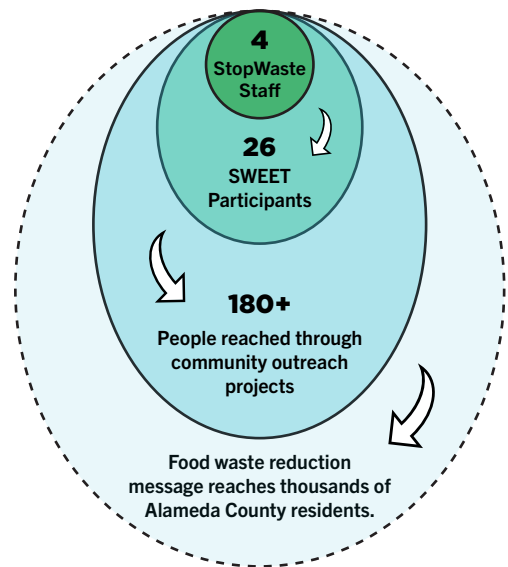 4
StopWaste
Staff
26
SWEET
Participants
180+
People reached through
community outreach
projects
Food waste reduction
message reaches thousands of
Alameda County residents.